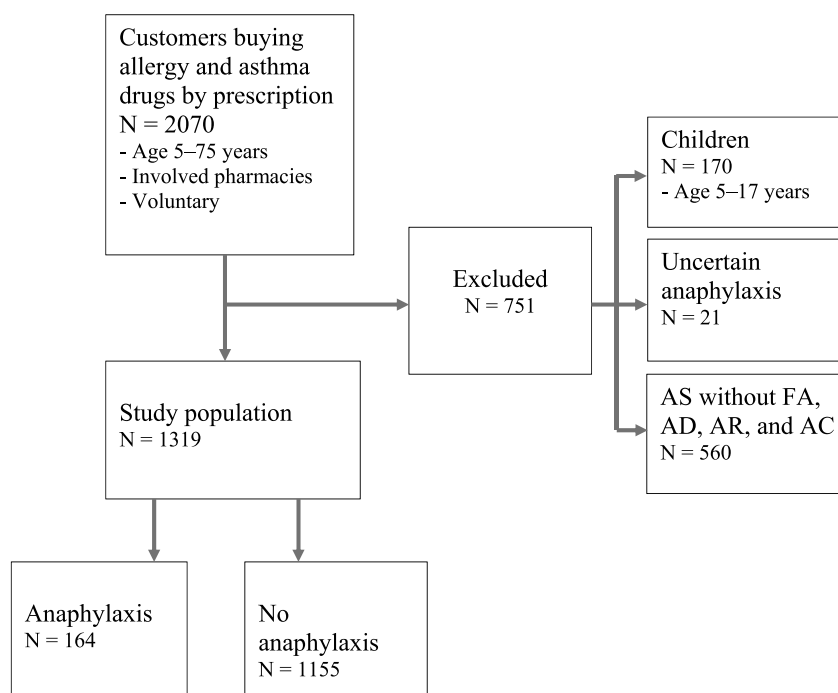 Customers buying
allergy and asthma
drugs by prescription
N = 2070
- Age 5–75 years
- Involved pharmacies
- Voluntary
Excluded
N = 751
Children
N = 170
- Age 5–17 years
Uncertain
anaphylaxis
N = 21
AS without FA,
AD, AR, and AC
N = 560
Study population
N = 1319
Anaphylaxis
N = 164
No
anaphylaxis
N = 1155